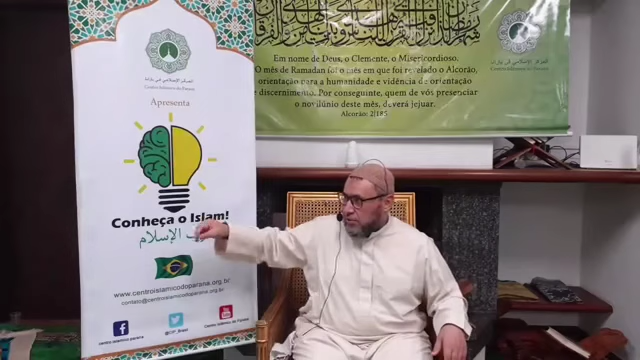 المركز الإسلامي في بارانا
Centro Islâmico do Paraná
Apresenta
Conheça o Islam!
www.centroislamicodoparana.org.br
contato@centroislamicodoparana.org.br
centro islamico parana
Em nome de Deus, o Clemente, o Misericordioso.
O mês de Ramadan foi o mês em que foi revelado o Alcorão,
orientação para a humanidade e vidência de orientação
e discernimento. Por conseguinte, quem de vós presenciar
o novilúnio deste mês, deverá jejuar.
Alcorão: 2/185
المركز الإسلامي في بارانا
Centro Islâmico do Paraná